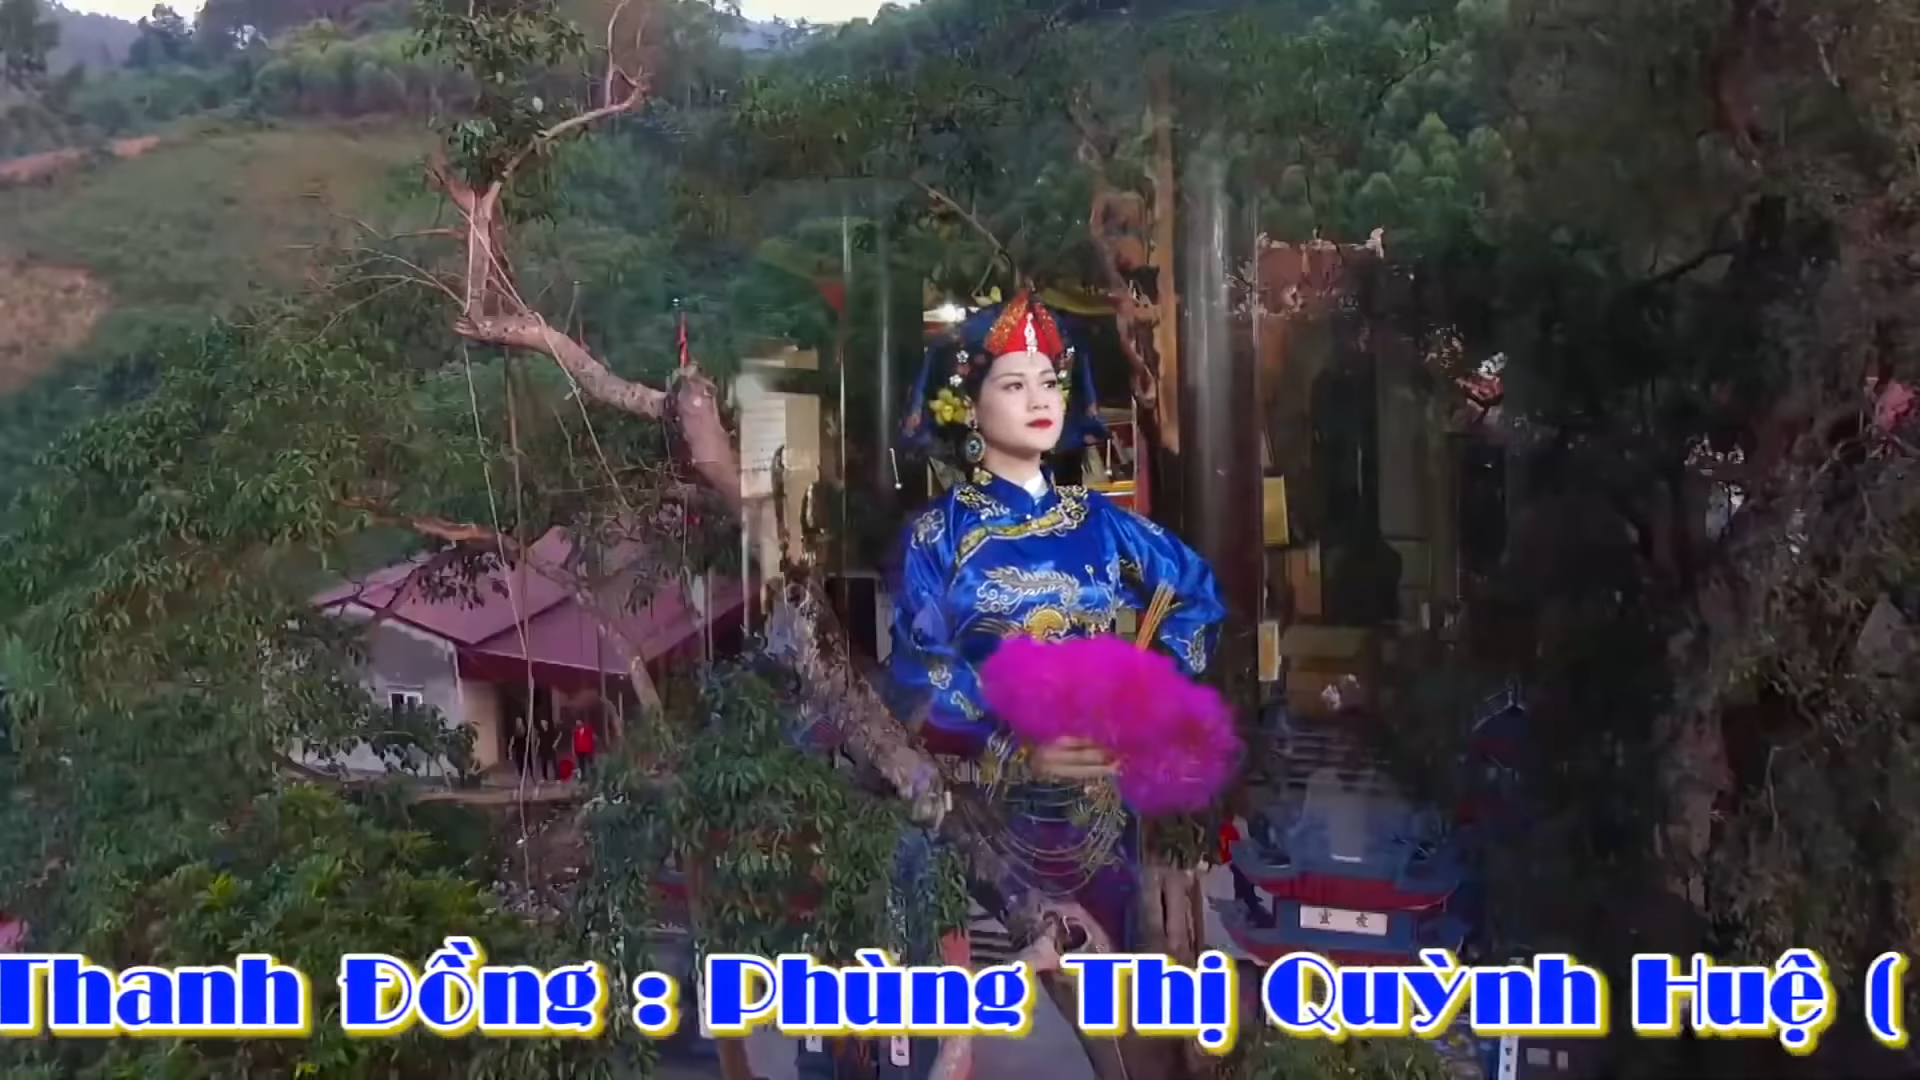 Thanh Đồng : Phùng Thị Quỳnh Huệ (